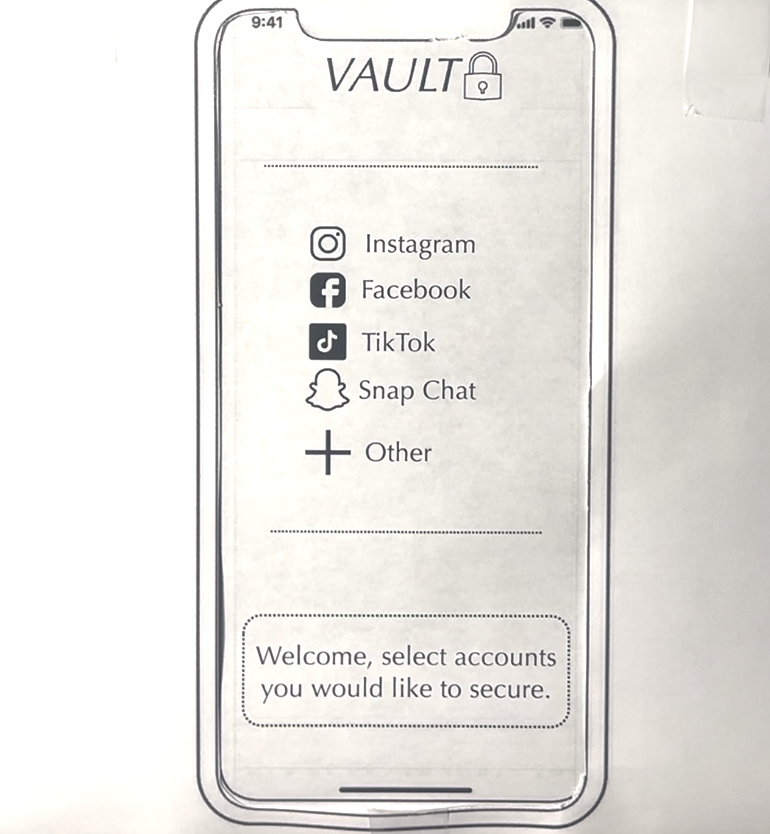 9:41
VAULT
Instagram
Facebook
TikTok
Snap Chat
Other
Welcome, select accounts
you would like to secure.